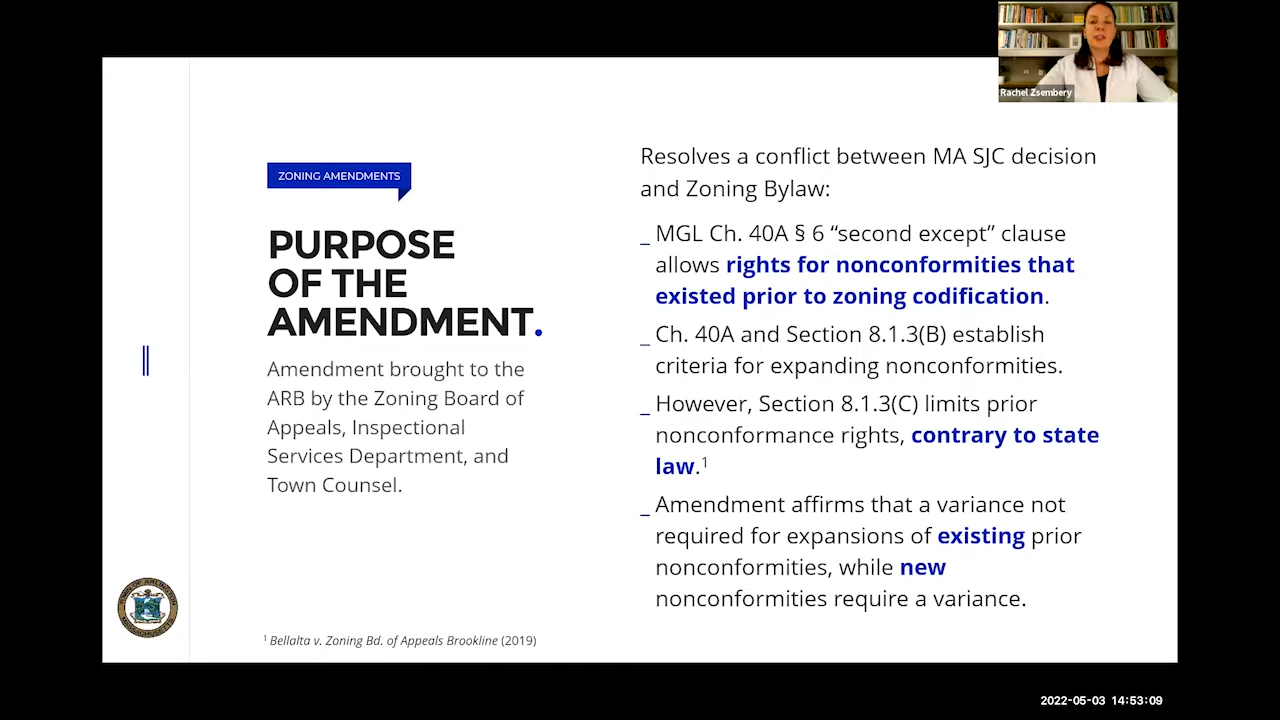 Rachel Zsembery
ZONING AMENDMENTS
PURPOSE
OF THE
AMENDMENT.
Amendment brought to the
ARB by the Zoning Board of
Appeals, Inspectional
Services Department, and
Town Counsel.
Resolves a conflict between MA SJC decision
and Zoning Bylaw:
_ MGL Ch. 40A § 6 “second except” clause
allows rights for nonconformities that
existed prior to zoning codification.
_ Ch. 40A and Section 8.1.3(B) establish
criteria for expanding nonconformities.
_ However, Section 8.1.3(C) limits prior
nonconformance rights, contrary to state
law.¹
_ Amendment affirms that a variance not
required for expansions of existing prior
nonconformities, while new
nonconformities require a variance.
TOWN OF ARLINGTON
MASSACHUSETTS
¹ Bellalta v. Zoning Bd. of Appeals Brookline (2019)
2022-05-03 14:53:09